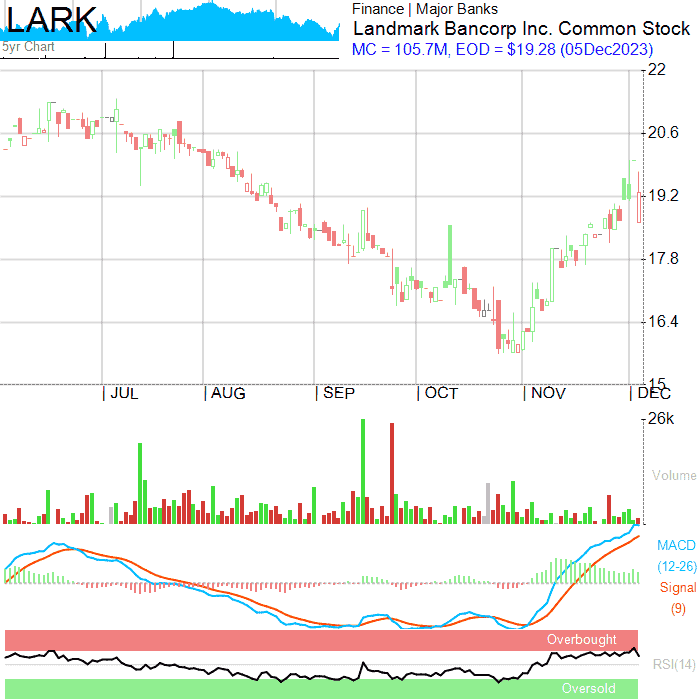 LARK
5yr Chart
Finance | Major Banks
Landmark Bancorp Inc. Common Stock
MC = 105.7M, EOD = $19.28 (05Dec2023)
22
20.6
19.2
17.8
16.4
15
| JUL | AUG | SEP | OCT | NOV | DEC
26k
Volume
MACD
(12-26)
Signal
(9)
Overbought
RSI(14)
Oversold